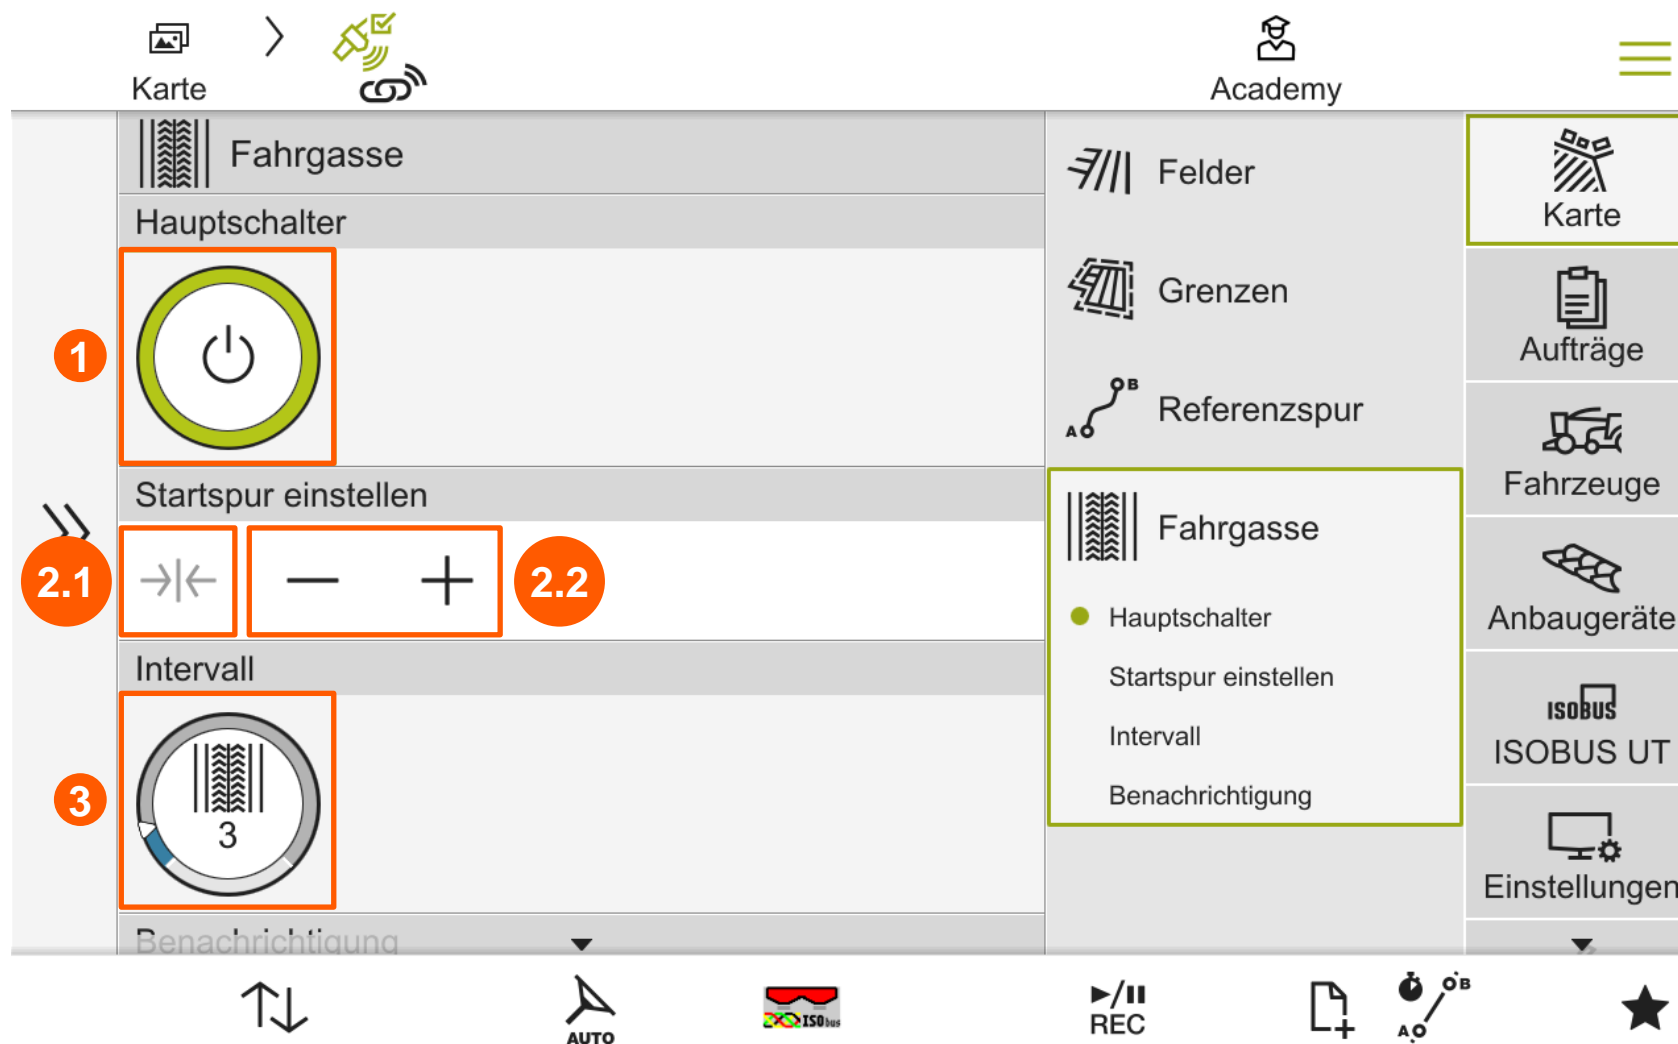 Karte
Academy
Fahrgasse
Hauptschalter
1
Startspur einstellen
2.1
2.2
Intervall
3
3
Benachrichtigung
Felder
Grenzen
A B
Referenzspur
Fahrgasse
Hauptschalter
Startspur einstellen
Intervall
Benachrichtigung
Karte
Aufträge
Fahrzeuge
Anbaugeräte
ISOBUS
ISOBUS UT
Einstellungen
AUTO
ISObus
REC
A B